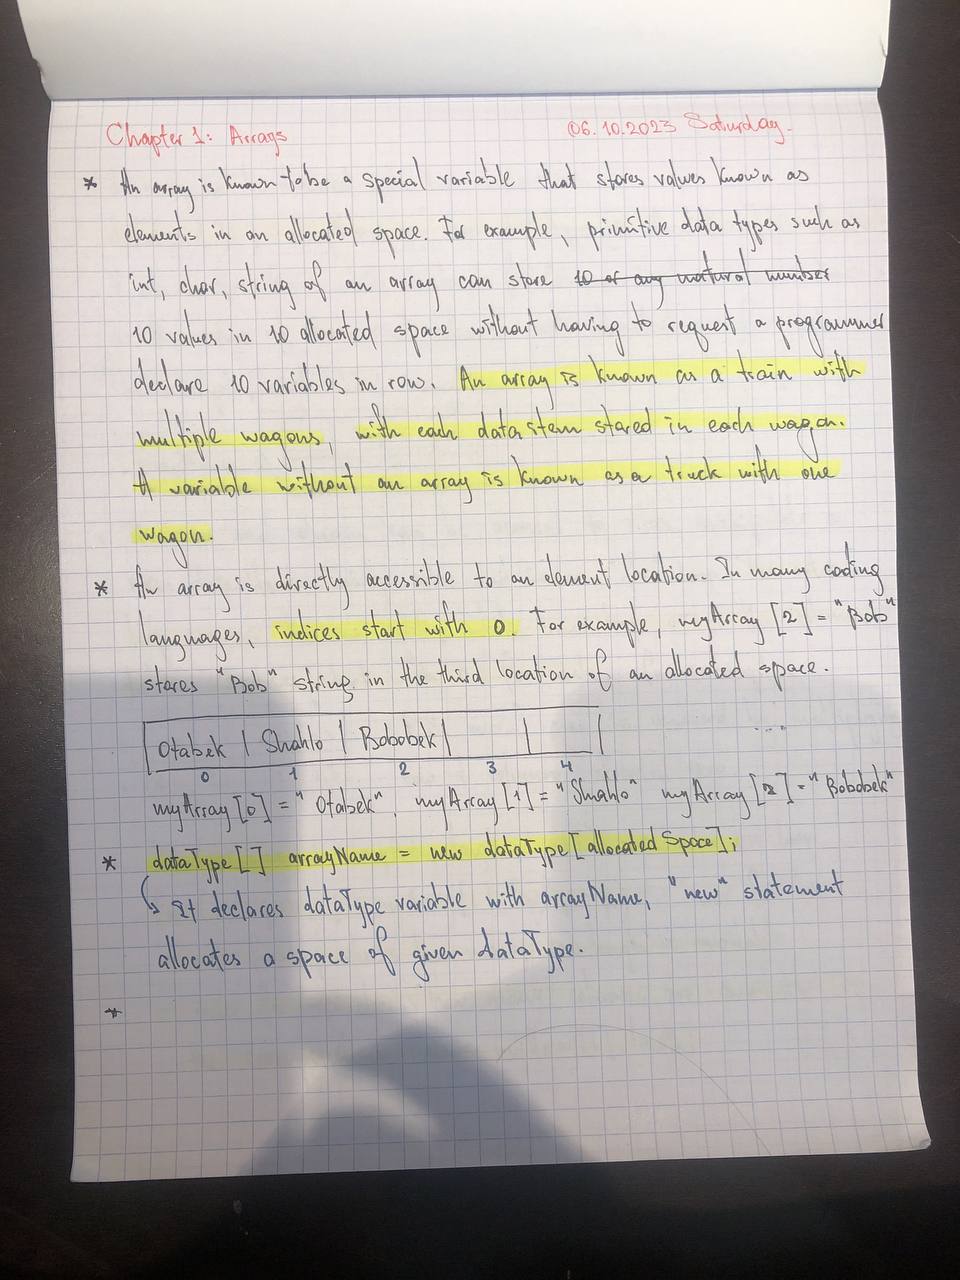 Chapter 1: Arrays 06.10.2023 Saturday.
* An array is known to be a special variable that stores values known as
elements in an allocated space. For example, primitive data types such as
int, char, string of an array can store 10 or any natural number
10 values in 10 allocated space without having to request a programmer
declare 10 variables in row. An array is known as a train with
multiple wagons, with each data stem stored in each wagon.
A variable without an array is known as a truck with one
wagon.
* An array is directly accessible to an element location. In many coding
languages, indices start with 0. For example, myArray [2] = "Bob"
stores "Bob" string in the third location of an allocated space.
Otabek | Shahlo | Bobobek | | | ...
0 1 2 3 4
myArray [0] = "Otabek", myArray [1] = "Shahlo" myArray [2] = "Bobobek"
* dataType[] arrayName = new dataType[allocated Space];
It declares dataType variable with arrayName, "new" statement
allocates a space of given dataType.
*